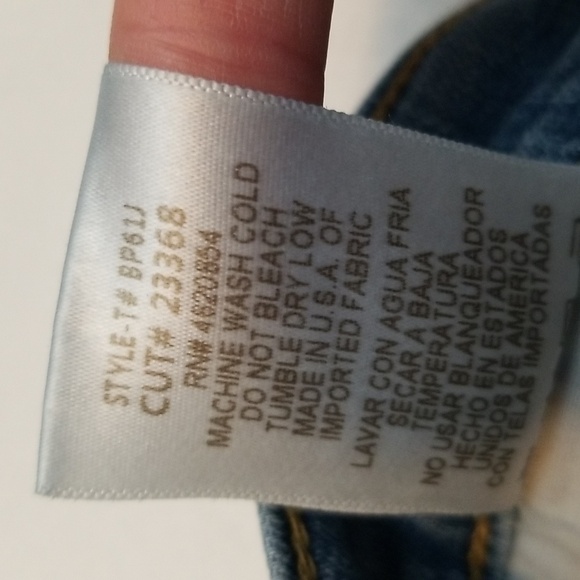 STYLE-T# BP61J
CUT# 23368
RN# 4620854
MACHINE WASH COLD
DO NOT BLEACH
TUMBLE DRY LOW
MADE IN U.S.A. OF
IMPORTED FABRIC
LAVAR CON AGUA FRIA
SECAR A BAJA
TEMPERATURA
NO USAR BLANQUEADOR
HECHO EN ESTADOS
UNIDOS DE AMERICA
CON TELAS IMPORTADAS